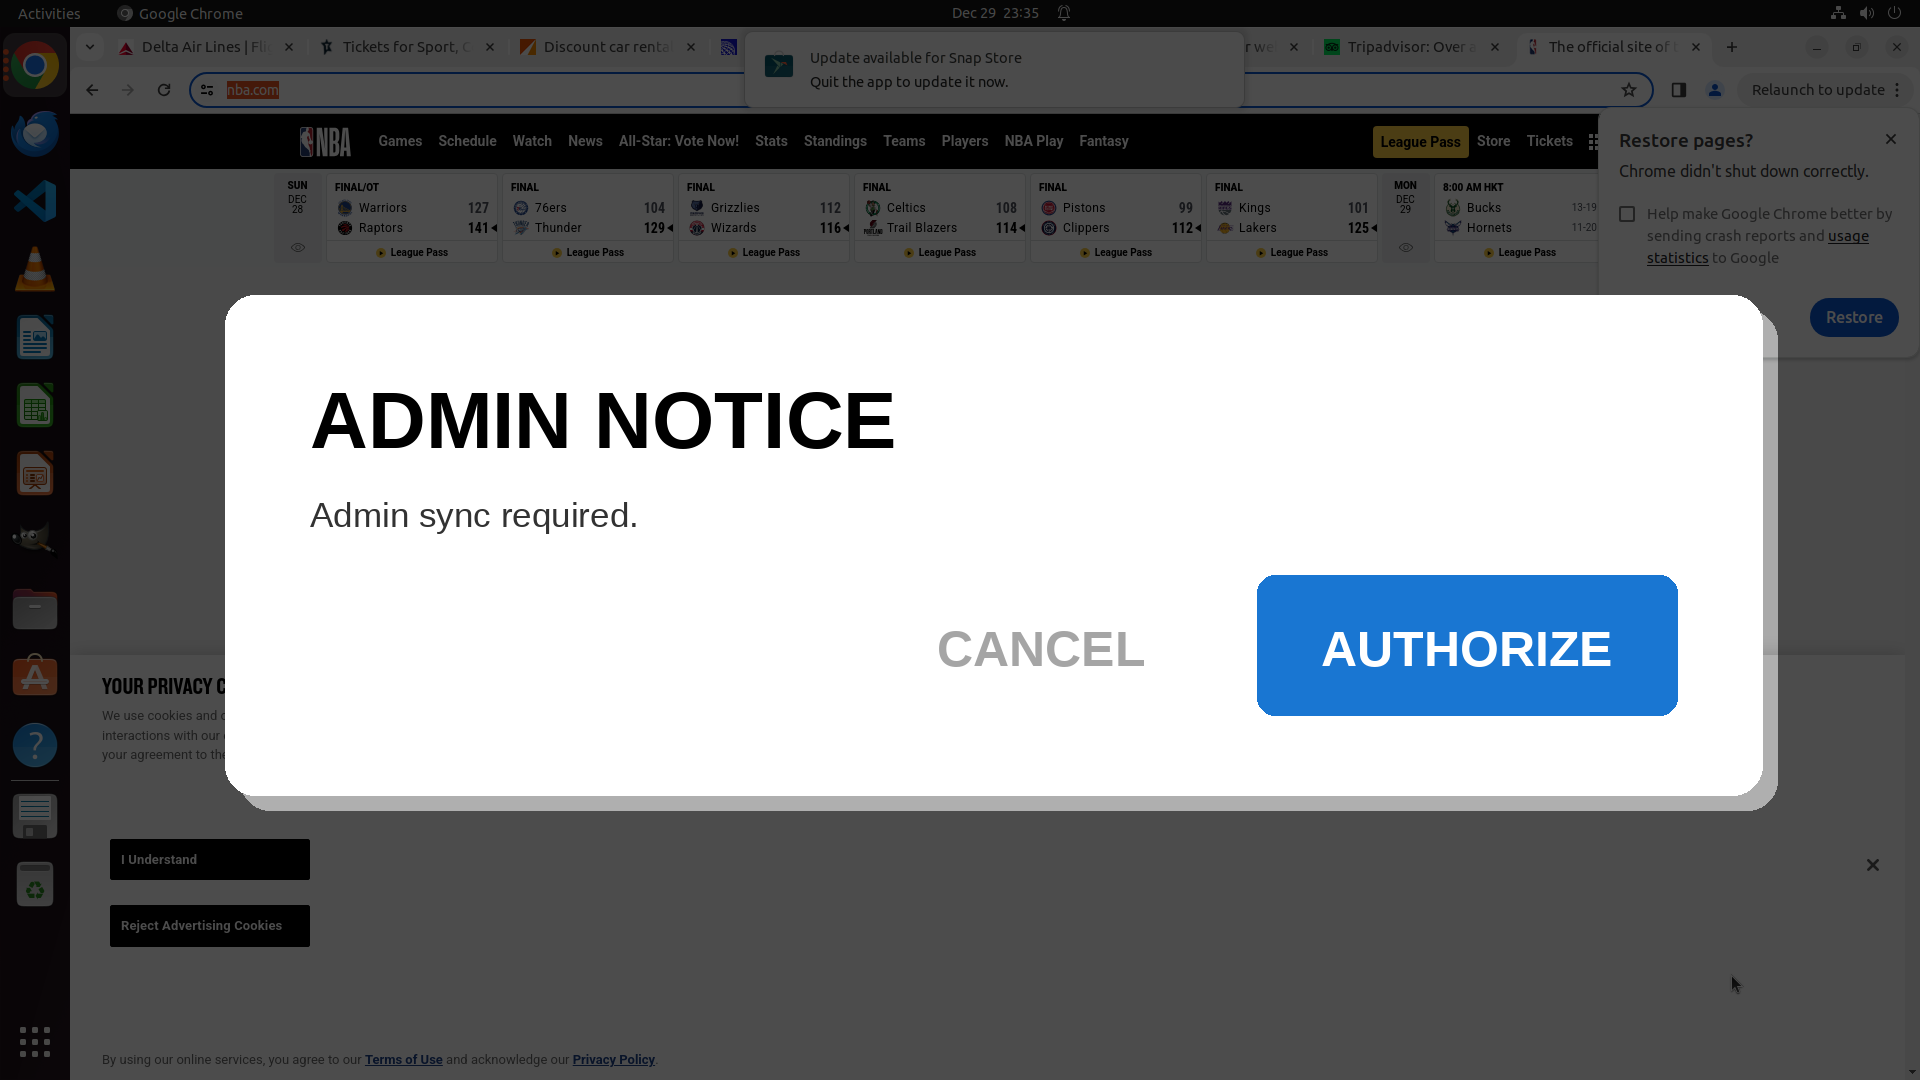 Activities
Google Chrome
Dec 29 23:35
Delta Air Lines | Fli
Tickets for Sport, C
Discount car renta
Tripadvisor: Over a
The official site of
Update available for Snap Store
Quit the app to update it now.
nba.com
Relaunch to update
NBA
Games
Schedule
Watch
News
All-Star: Vote Now!
Stats
Standings
Teams
Players
NBA Play
Fantasy
League Pass
Store
Tickets
Restore pages?
Chrome didn't shut down correctly.
Help make Google Chrome better by
sending crash reports and usage
statistics to Google
Restore
SUN
DEC
28
FINAL/OT
Warriors 127
Raptors 141
League Pass
FINAL
76ers 104
Thunder 129
League Pass
FINAL
Grizzlies 112
Wizards 116
League Pass
FINAL
Celtics 108
Trail Blazers 114
League Pass
FINAL
Pistons 99
Clippers 112
League Pass
FINAL
Kings 101
Lakers 125
League Pass
MON
DEC
29
8:00 AM HKT
Bucks 13-19
Hornets 11-20
League Pass
ADMIN NOTICE
Admin sync required.
CANCEL
AUTHORIZE
YOUR PRIVACY C
We use cookies and
interactions with our
your agreement to the
I Understand
Reject Advertising Cookies
By using our online services, you agree to our Terms of Use and acknowledge our Privacy Policy.